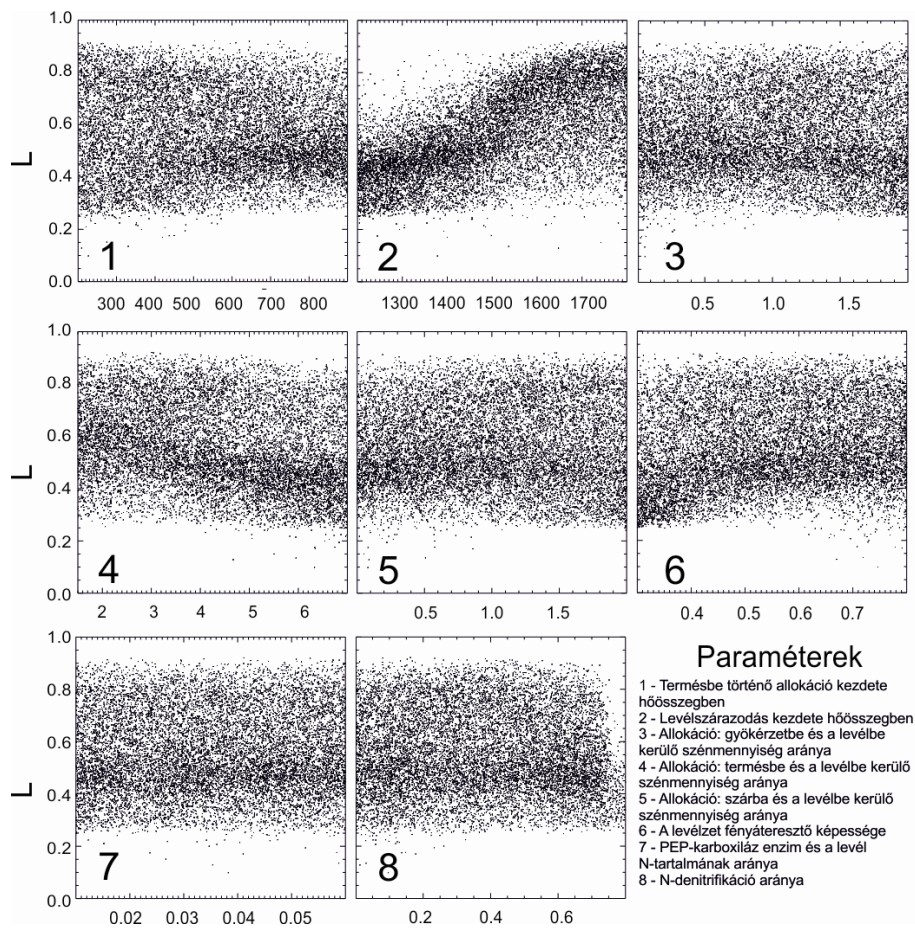 1.0
0.8
0.6
L
0.4
0.2
0.0
1
2
3
300 400 500 600 700 800
1300 1400 1500 1600 1700
0.5 1.0 1.5
1.0
0.8
0.6
L
0.4
0.2
0.0
4
5
6
2 3 4 5 6
0.5 1.0 1.5
0.4 0.5 0.6 0.7
1.0
0.8
0.6
L
0.4
0.2
0.0
7
8
0.02 0.03 0.04 0.05
0.2 0.4 0.6
Paraméterek
1 - Termésbe történő allokáció kezdete
hőösszegben
2 - Levélszárazodás kezdete hőösszegben
3 - Allokáció: gyökérzetbe és a levélbe
kerülő szénmennyiség aránya
4 - Allokáció: termésbe és a levélbe kerülő
szénmennyiség aránya
5 - Allokáció: szárba és a levélbe kerülő
szénmennyiség aránya
6 - A levélzet fényáteresztő képessége
7 - PEP-karboxiláz enzim és a levél
N-tartalmának aránya
8 - N-denitrifikáció aránya